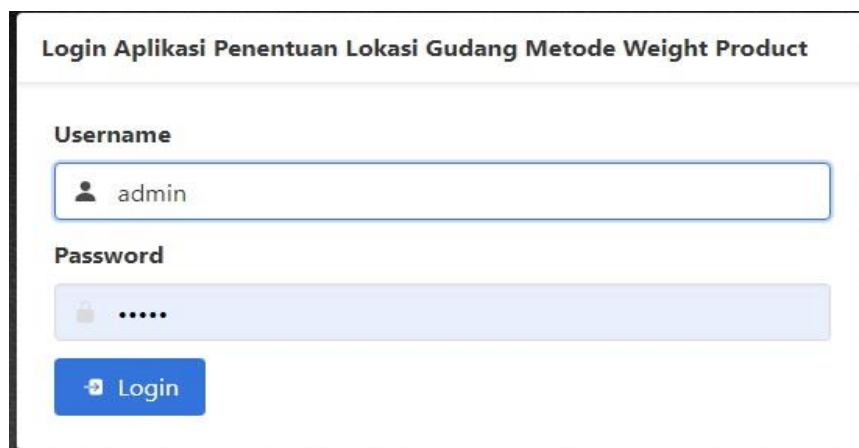 Login Aplikasi Penentuan Lokasi Gudang Metode Weight Product
Username
admin
Password
•••••
Login